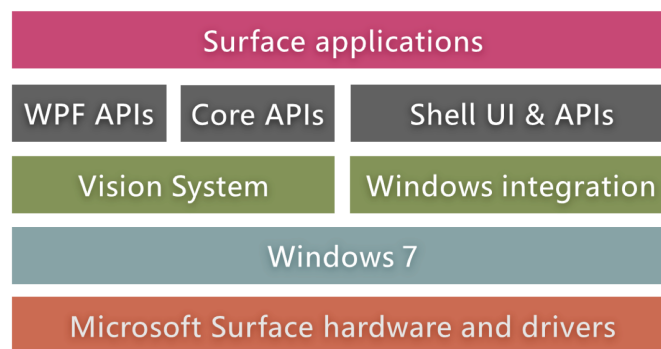 Surface applications
WPF APIs
Core APIs
Shell UI & APIs
Vision System
Windows integration
Windows 7
Microsoft Surface hardware and drivers